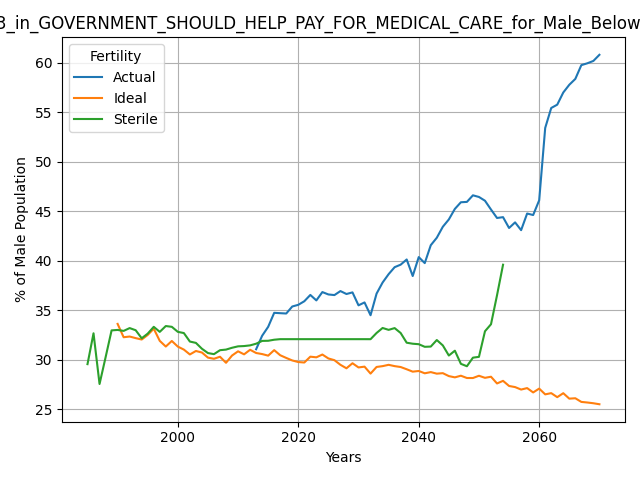 3_in_GOVERNMENT_SHOULD_HELP_PAY_FOR_MEDICAL_CARE_for_Male_Below
Fertility
Actual
Ideal
Sterile
% of Male Population
60
55
50
45
40
35
30
25
2000
2020
2040
2060
Years